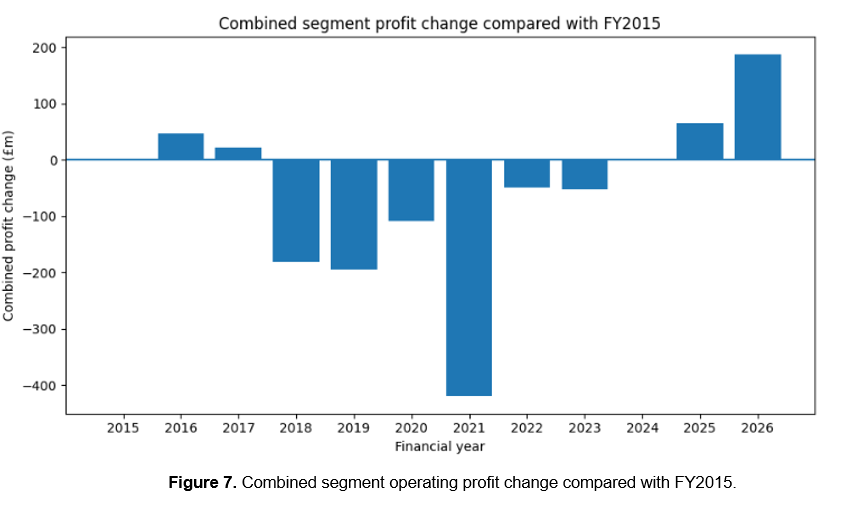 Combined segment profit change compared with FY2015
Combined profit change (£m)
200
100
0
−100
−200
−300
−400
2015 2016 2017 2018 2019 2020 2021 2022 2023 2024 2025 2026
Financial year
Figure 7. Combined segment operating profit change compared with FY2015.